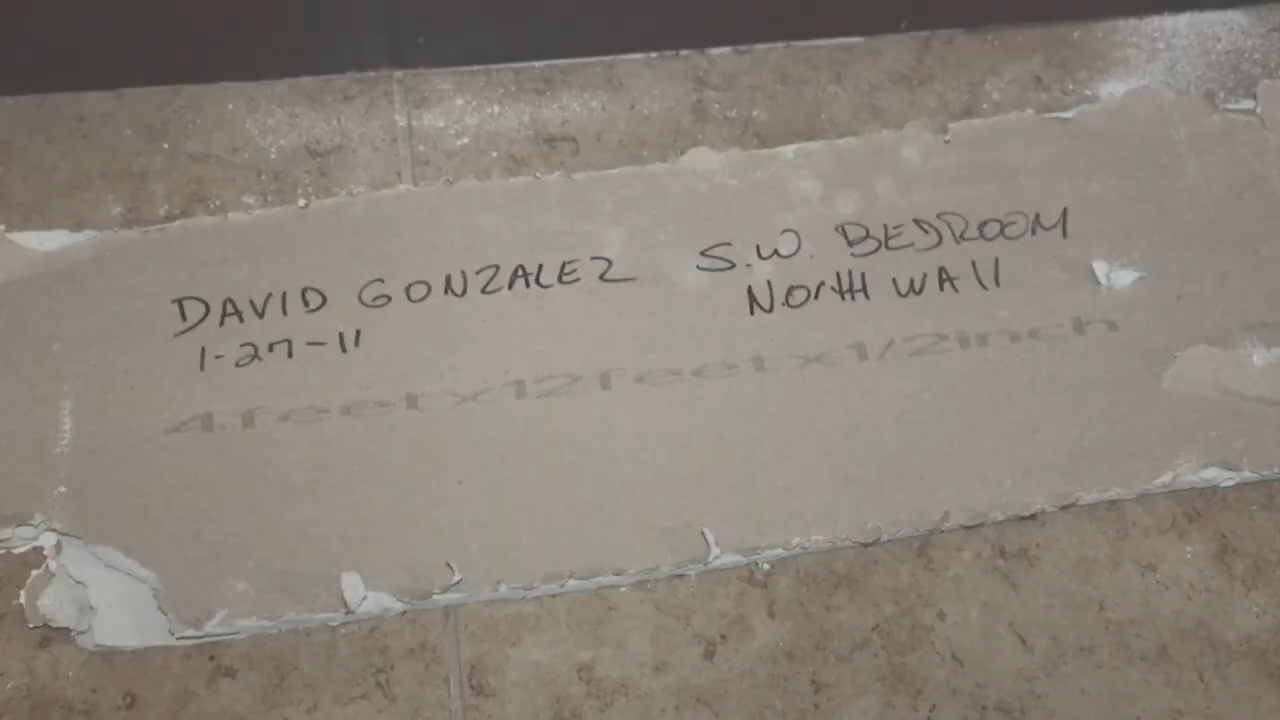 DAVID GONZALEZ
1-27-11
S.W. BEDROOM
NORTH WALL
4feetx12feetx1/2inch